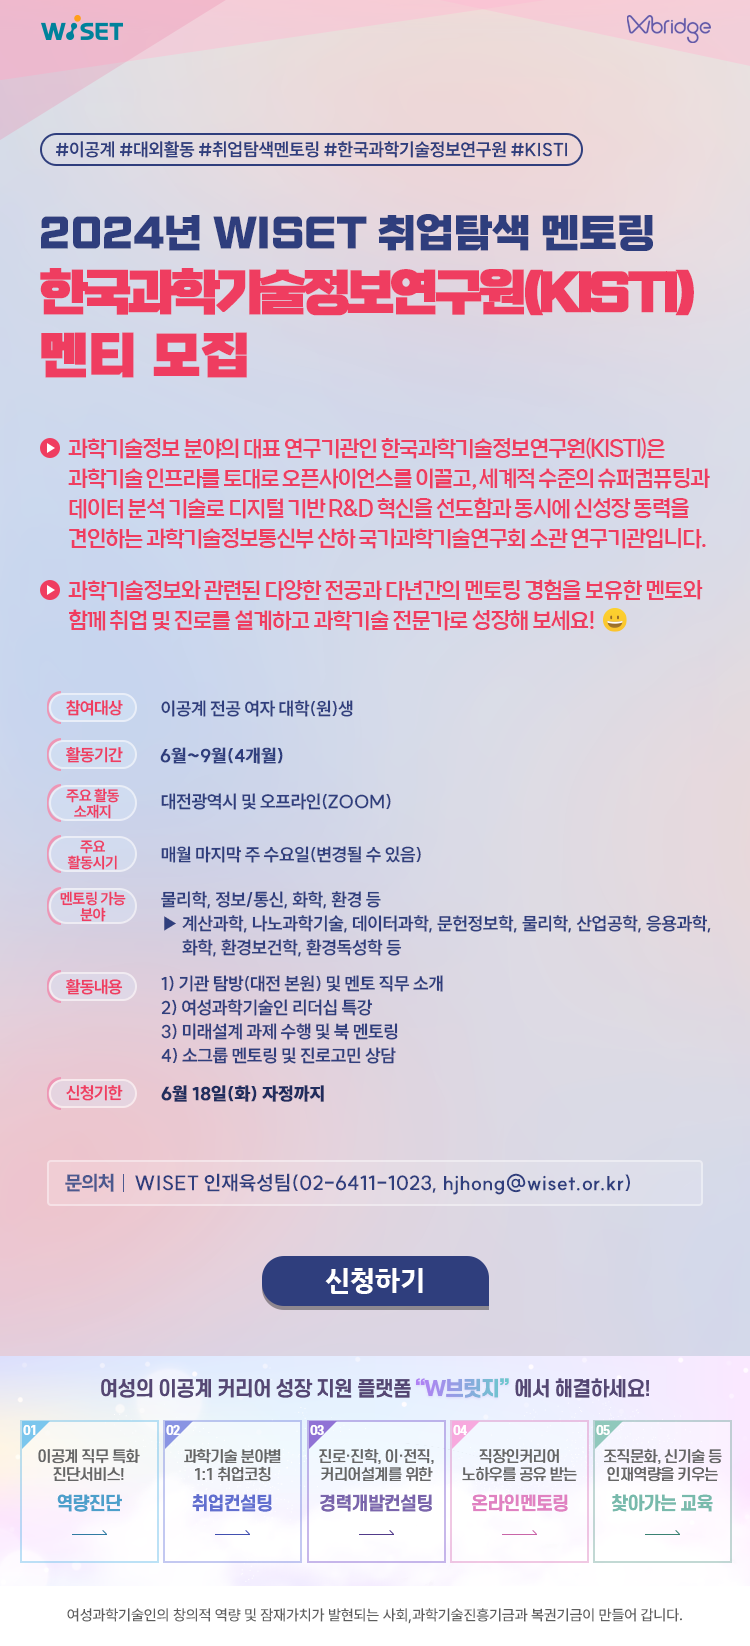 WISET
Wbridge
#이공계 #대외활동 #취업탐색멘토링 #한국과학기술정보연구원 #KISTI
2024년 WISET 취업탐색 멘토링
한국과학기술정보연구원(KISTI)
멘티 모집
과학기술정보 분야의 대표 연구기관인 한국과학기술정보연구원(KISTI)은
과학기술 인프라를 토대로 오픈사이언스를 이끌고, 세계적 수준의 슈퍼컴퓨팅과
데이터 분석 기술로 디지털 기반 R&D 혁신을 선도함과 동시에 신성장 동력을
견인하는 과학기술정보통신부 산하 국가과학기술연구회 소관 연구기관입니다.
과학기술정보와 관련된 다양한 전공과 다년간의 멘토링 경험을 보유한 멘토와
함께 취업 및 진로를 설계하고 과학기술 전문가로 성장해 보세요! 😀
참여대상 이공계 전공 여자 대학(원)생
활동기간 6월~9월(4개월)
주요 활동
소재지
대전광역시 및 오프라인(ZOOM)
주요
활동시기
매월 마지막 주 수요일(변경될 수 있음)
멘토링 가능
분야
물리학, 정보/통신, 화학, 환경 등
▶ 계산과학, 나노과학기술, 데이터과학, 문헌정보학, 물리학, 산업공학, 응용과학,
화학, 환경보건학, 환경독성학 등
활동내용 1) 기관 탐방(대전 본원) 및 멘토 직무 소개
2) 여성과학기술인 리더십 특강
3) 미래설계 과제 수행 및 북 멘토링
4) 소그룹 멘토링 및 진로고민 상담
신청기한 6월 18일(화) 자정까지
문의처 | WISET 인재육성팀(02-6411-1023, hjhong@wiset.or.kr)
신청하기
여성의 이공계 커리어 성장 지원 플랫폼 “W브릿지” 에서 해결하세요!
01
이공계 직무 특화
진단서비스!
역량진단
02
과학기술 분야별
1:1 취업코칭
취업컨설팅
03
진로·진학, 이·전직,
커리어설계를 위한
경력개발컨설팅
04
직장인커리어
노하우를 공유 받는
온라인멘토링
05
조직문화, 신기술 등
인재역량을 키우는
찾아가는 교육
여성과학기술인의 창의적 역량 및 잠재가치가 발현되는 사회,과학기술진흥기금과 복권기금이 만들어 갑니다.